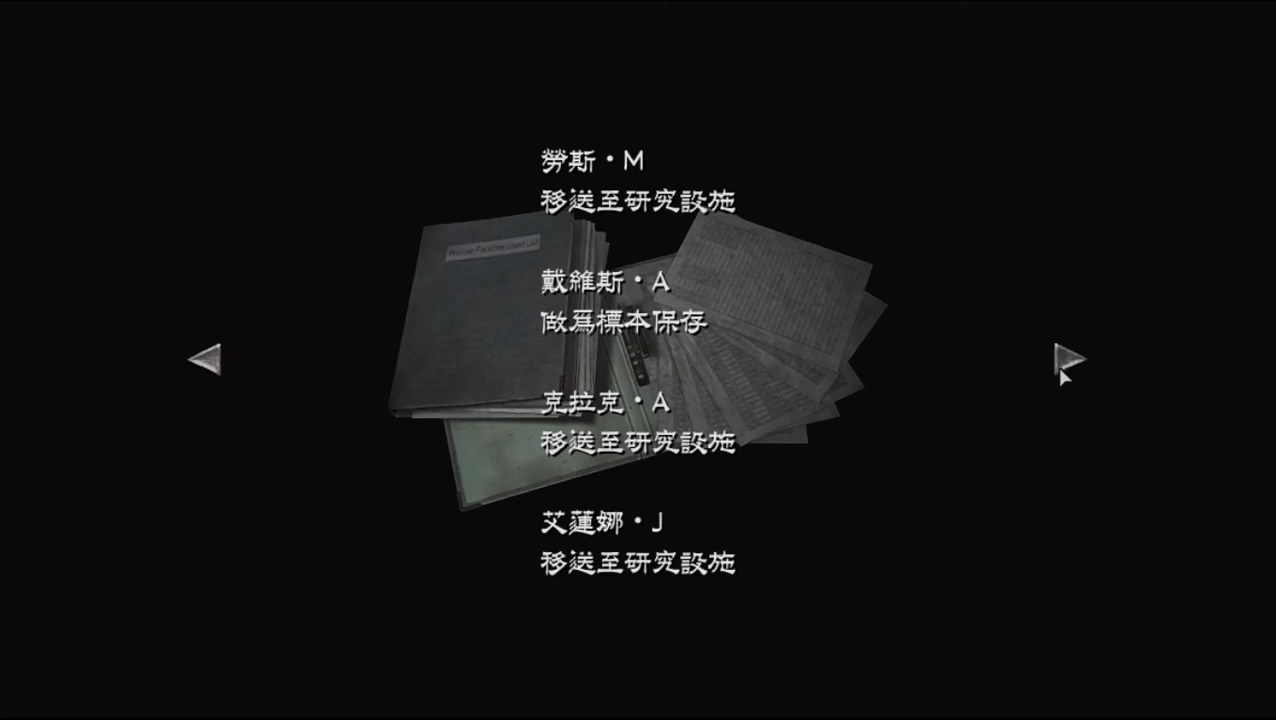 勞斯・M
移送至研究設施
戴維斯・A
做爲標本保存
克拉克・A
移送至研究設施
艾蓮娜・J
移送至研究設施